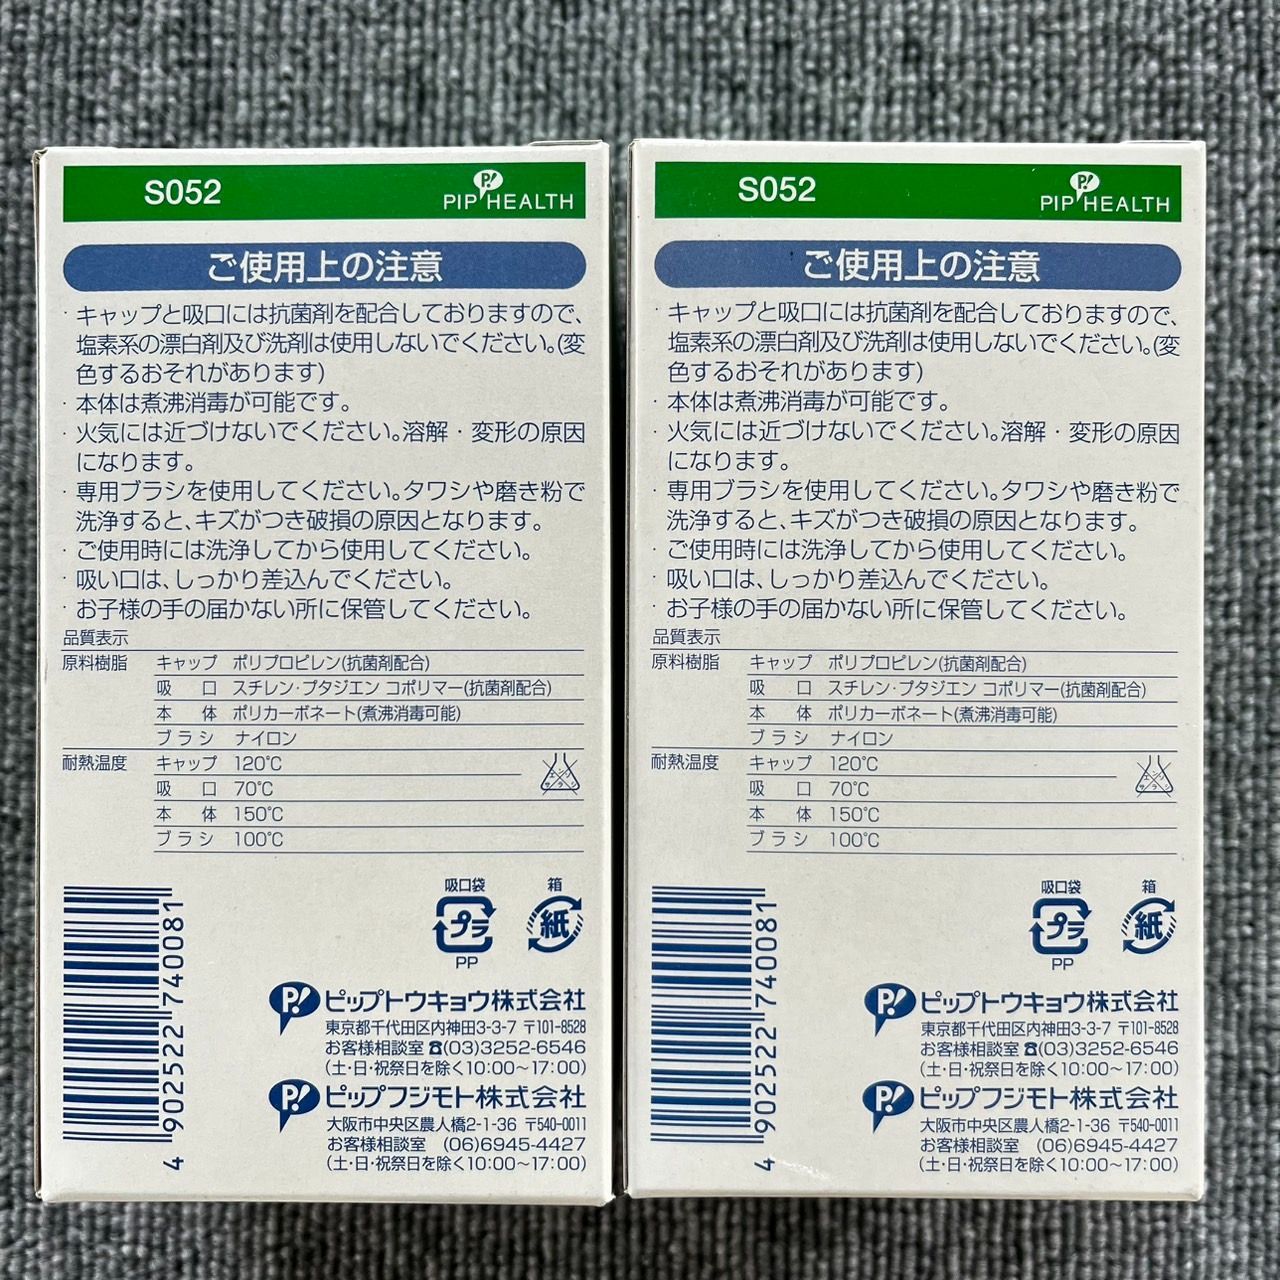 S052
PIP HEALTH
ご使用上の注意
・キャップと吸口には抗菌剤を配合しておりますので、
塩素系の漂白剤及び洗剤は使用しないでください。(変
色するおそれがあります)
・本体は煮沸消毒が可能です。
・火気には近づけないでください。溶解・変形の原因
になります。
・専用ブラシを使用してください。タワシや磨き粉で
洗浄すると、キズがつき破損の原因となります。
・ご使用時には洗浄してから使用してください。
・吸い口は、しっかり差込んでください。
・お子様の手の届かない所に保管してください。
品質表示
原料樹脂 キャップ ポリプロピレン(抗菌剤配合)
吸口 スチレン・ブタジエン コポリマー(抗菌剤配合)
本体 ポリカーボネート(煮沸消毒可能)
ブラシ ナイロン
耐熱温度 キャップ 120℃
吸口 70℃
本体 150℃
ブラシ 100℃
吸口袋 箱
プラ 紙
PP
4 902522 740081
P! ピップトウキョウ株式会社
東京都千代田区内神田3-3-7 〒101-8528
お客様相談室☎(03)3252-6546
(土・日・祝祭日を除く10:00〜17:00)
P! ピップフジモト株式会社
大阪市中央区農人橋2-1-36 〒540-0011
お客様相談室 (06)6945-4427
(土・日・祝祭日を除く10:00〜17:00)
S052
PIP HEALTH
ご使用上の注意
・キャップと吸口には抗菌剤を配合しておりますので、
塩素系の漂白剤及び洗剤は使用しないでください。(変
色するおそれがあります)
・本体は煮沸消毒が可能です。
・火気には近づけないでください。溶解・変形の原因
になります。
・専用ブラシを使用してください。タワシや磨き粉で
洗浄すると、キズがつき破損の原因となります。
・ご使用時には洗浄してから使用してください。
・吸い口は、しっかり差込んでください。
・お子様の手の届かない所に保管してください。
品質表示
原料樹脂 キャップ ポリプロピレン(抗菌剤配合)
吸口 スチレン・ブタジエン コポリマー(抗菌剤配合)
本体 ポリカーボネート(煮沸消毒可能)
ブラシ ナイロン
耐熱温度 キャップ 120℃
吸口 70℃
本体 150℃
ブラシ 100℃
吸口袋 箱
プラ 紙
PP
4 902522 740081
P! ピップトウキョウ株式会社
東京都千代田区内神田3-3-7 〒101-8528
お客様相談室☎(03)3252-6546
(土・日・祝祭日を除く10:00〜17:00)
P! ピップフジモト株式会社
大阪市中央区農人橋2-1-36 〒540-0011
お客様相談室 (06)6945-4427
(土・日・祝祭日を除く10:00〜17:00)